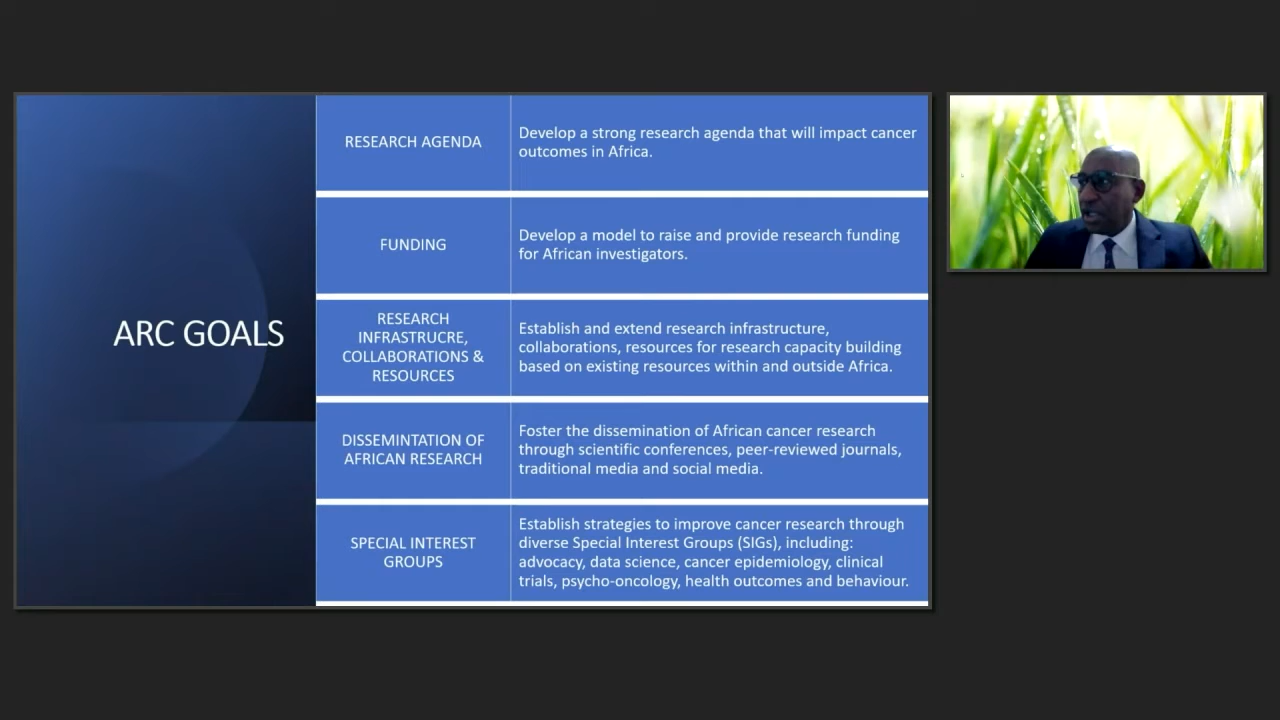 ARC GOALS
RESEARCH AGENDA
Develop a strong research agenda that will impact cancer
outcomes in Africa.
FUNDING
Develop a model to raise and provide research funding
for African investigators.
RESEARCH
INFRASTRUCRE,
COLLABORATIONS &
RESOURCES
Establish and extend research infrastructure,
collaborations, resources for research capacity building
based on existing resources within and outside Africa.
DISSEMINTATION OF
AFRICAN RESEARCH
Foster the dissemination of African cancer research
through scientific conferences, peer-reviewed journals,
traditional media and social media.
SPECIAL INTEREST
GROUPS
Establish strategies to improve cancer research through
diverse Special Interest Groups (SIGs), including:
advocacy, data science, cancer epidemiology, clinical
trials, psycho-oncology, health outcomes and behaviour.